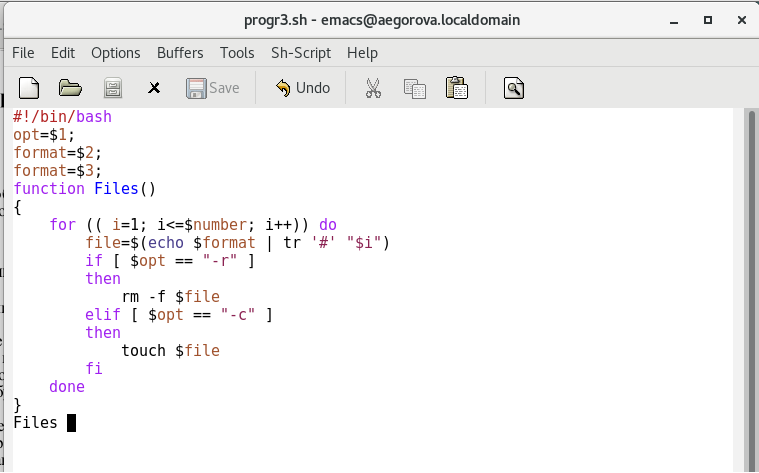 progr3.sh - emacs@aegorova.localdomain
File Edit Options Buffers Tools Sh-Script Help
Save Undo
#!/bin/bash
opt=$1;
format=$2;
format=$3;
function Files()
{
    for (( i=1; i<=$number; i++)) do
        file=$(echo $format | tr '#' "$i")
        if [ $opt == "-r" ]
        then
            rm -f $file
        elif [ $opt == "-c" ]
        then
            touch $file
        fi
    done
}
Files